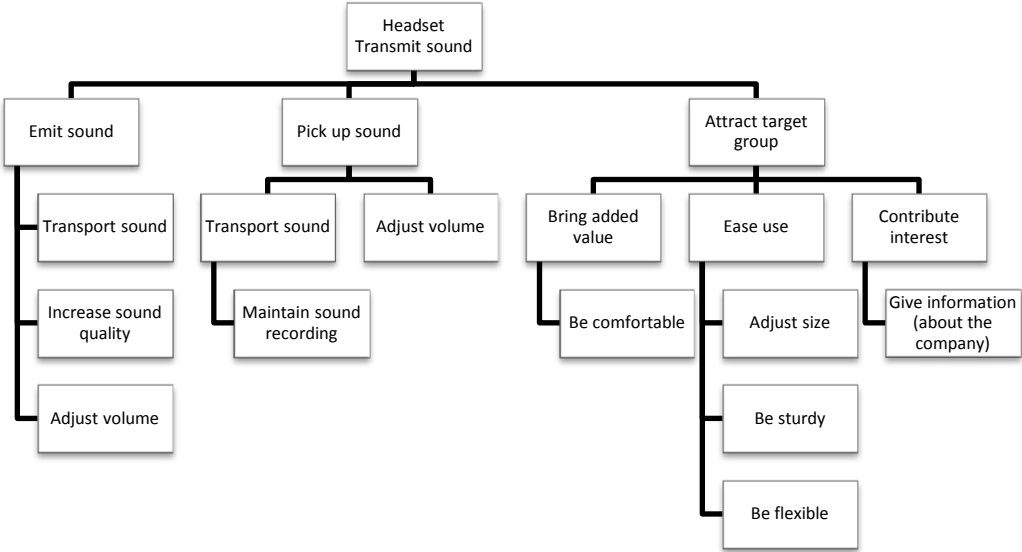 Headset
Transmit sound
Emit sound
Pick up sound
Attract target
group
Transport sound
Increase sound
quality
Adjust volume
Transport sound
Maintain sound
recording
Adjust volume
Bring added
value
Be comfortable
Ease use
Adjust size
Be sturdy
Be flexible
Contribute
interest
Give information
(about the
company)